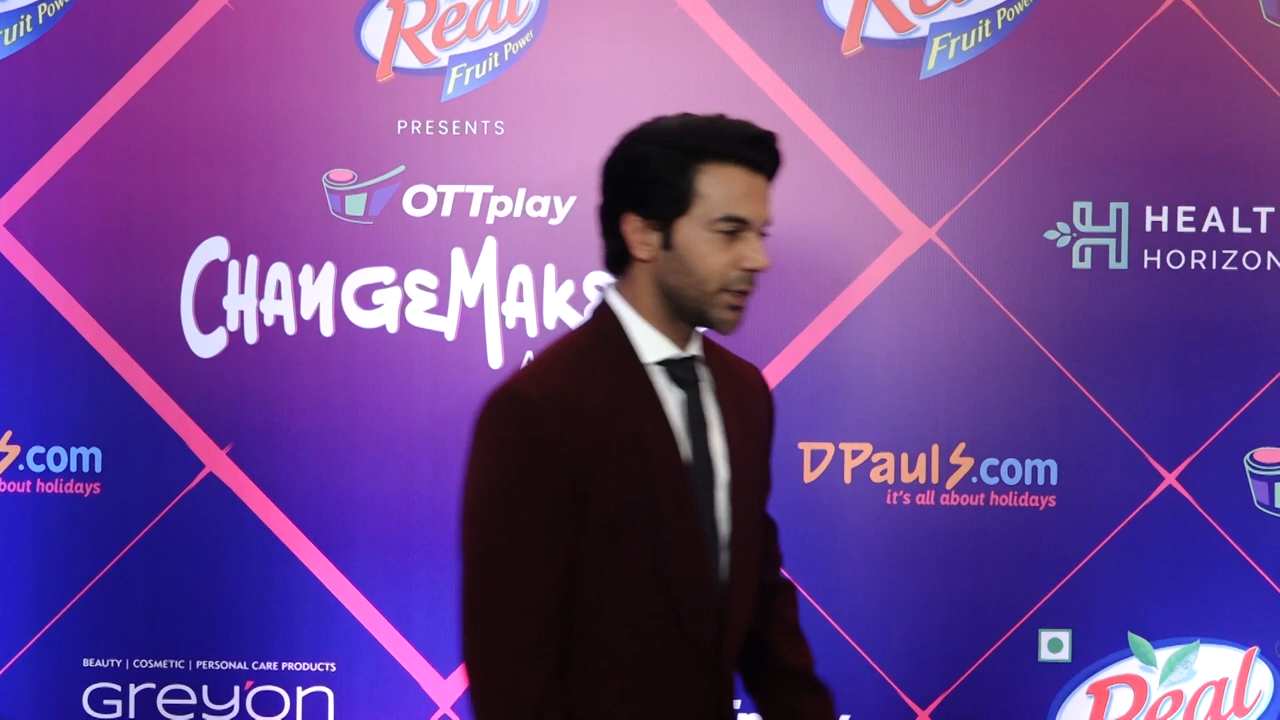 Real
Fruit Power
Real
Fruit Power
PRESENTS
OTTplay
CHANGEMAK
HEALT
HORIZON
.com
bout holidays
DPaulS.com
it's all about holidays
BEAUTY | COSMETIC | PERSONAL CARE PRODUCTS
greyon
Real